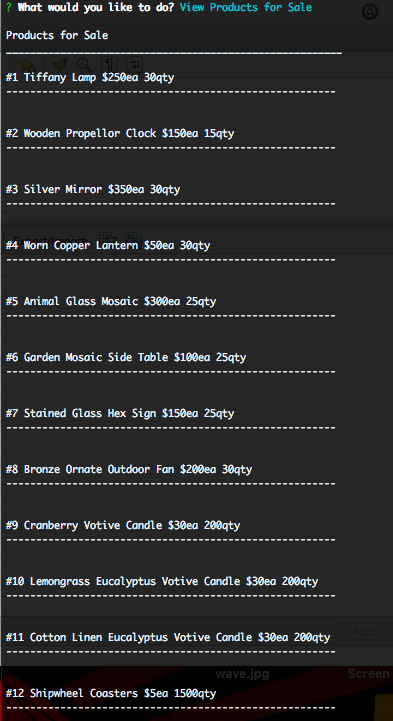 ? What would you like to do? View Products for Sale
Products for Sale
#1 Tiffany Lamp $250ea 30qty
#2 Wooden Propellor Clock $150ea 15qty
#3 Silver Mirror $350ea 30qty
#4 Worn Copper Lantern $50ea 30qty
#5 Animal Glass Mosaic $300ea 25qty
#6 Garden Mosaic Side Table $100ea 25qty
#7 Stained Glass Hex Sign $150ea 25qty
#8 Bronze Ornate Outdoor Fan $200ea 30qty
#9 Cranberry Votive Candle $30ea 200qty
#10 Lemongrass Eucalyptus Votive Candle $30ea 200qty
Apply
#11 Cotton Linen Eucalyptus Votive Candle $30ea 200qty
wave.jpg Screen
#12 Shipwheel Coasters $5ea 1500qty